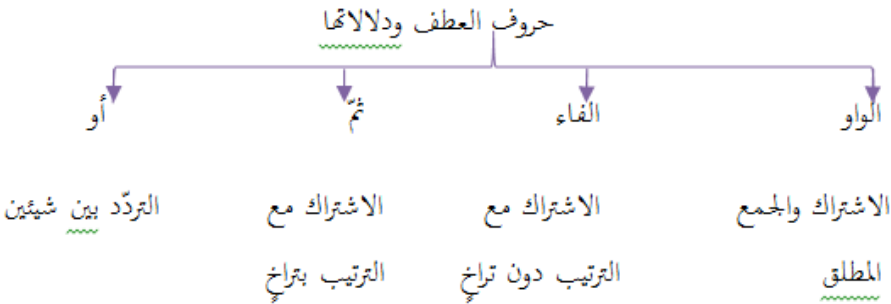 حروف العطف ودلالاتها
الواو الفاء ثمّ أو
الاشتراك والجمع الاشتراك مع الاشتراك مع التردّد بين شيئين
المطلق الترتيب دون تراخٍ الترتيب بتراخٍ